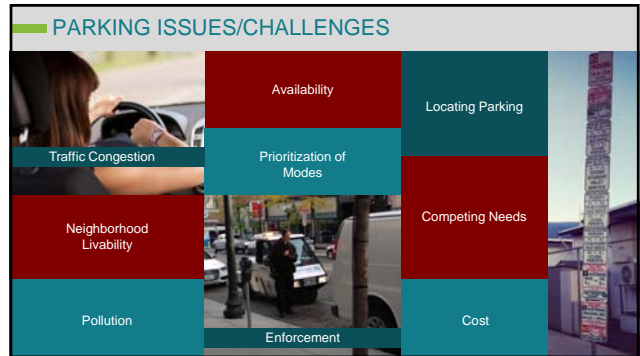 PARKING ISSUES/CHALLENGES
Traffic Congestion
Availability
Locating Parking
Prioritization of
Modes
Neighborhood
Livability
Competing Needs
Pollution
Enforcement
Cost